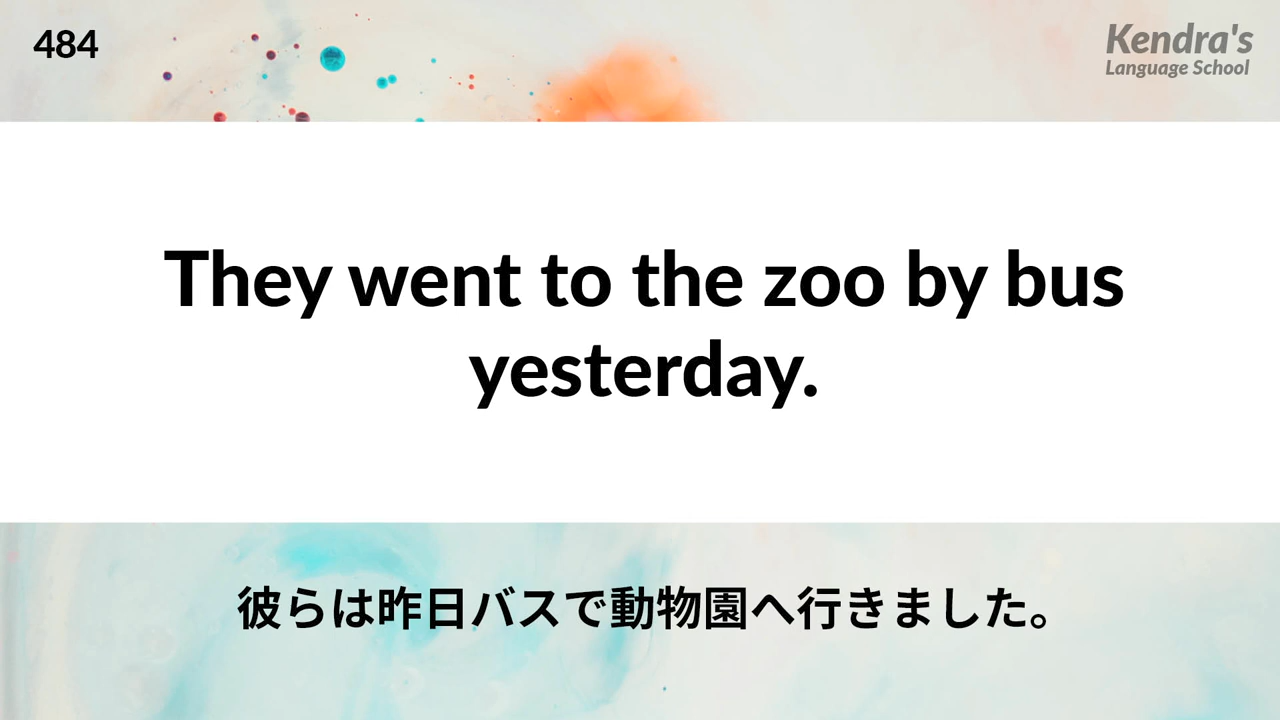 484
Kendra's
Language School
They went to the zoo by bus
yesterday.
彼らは昨日バスで動物園へ行きました。